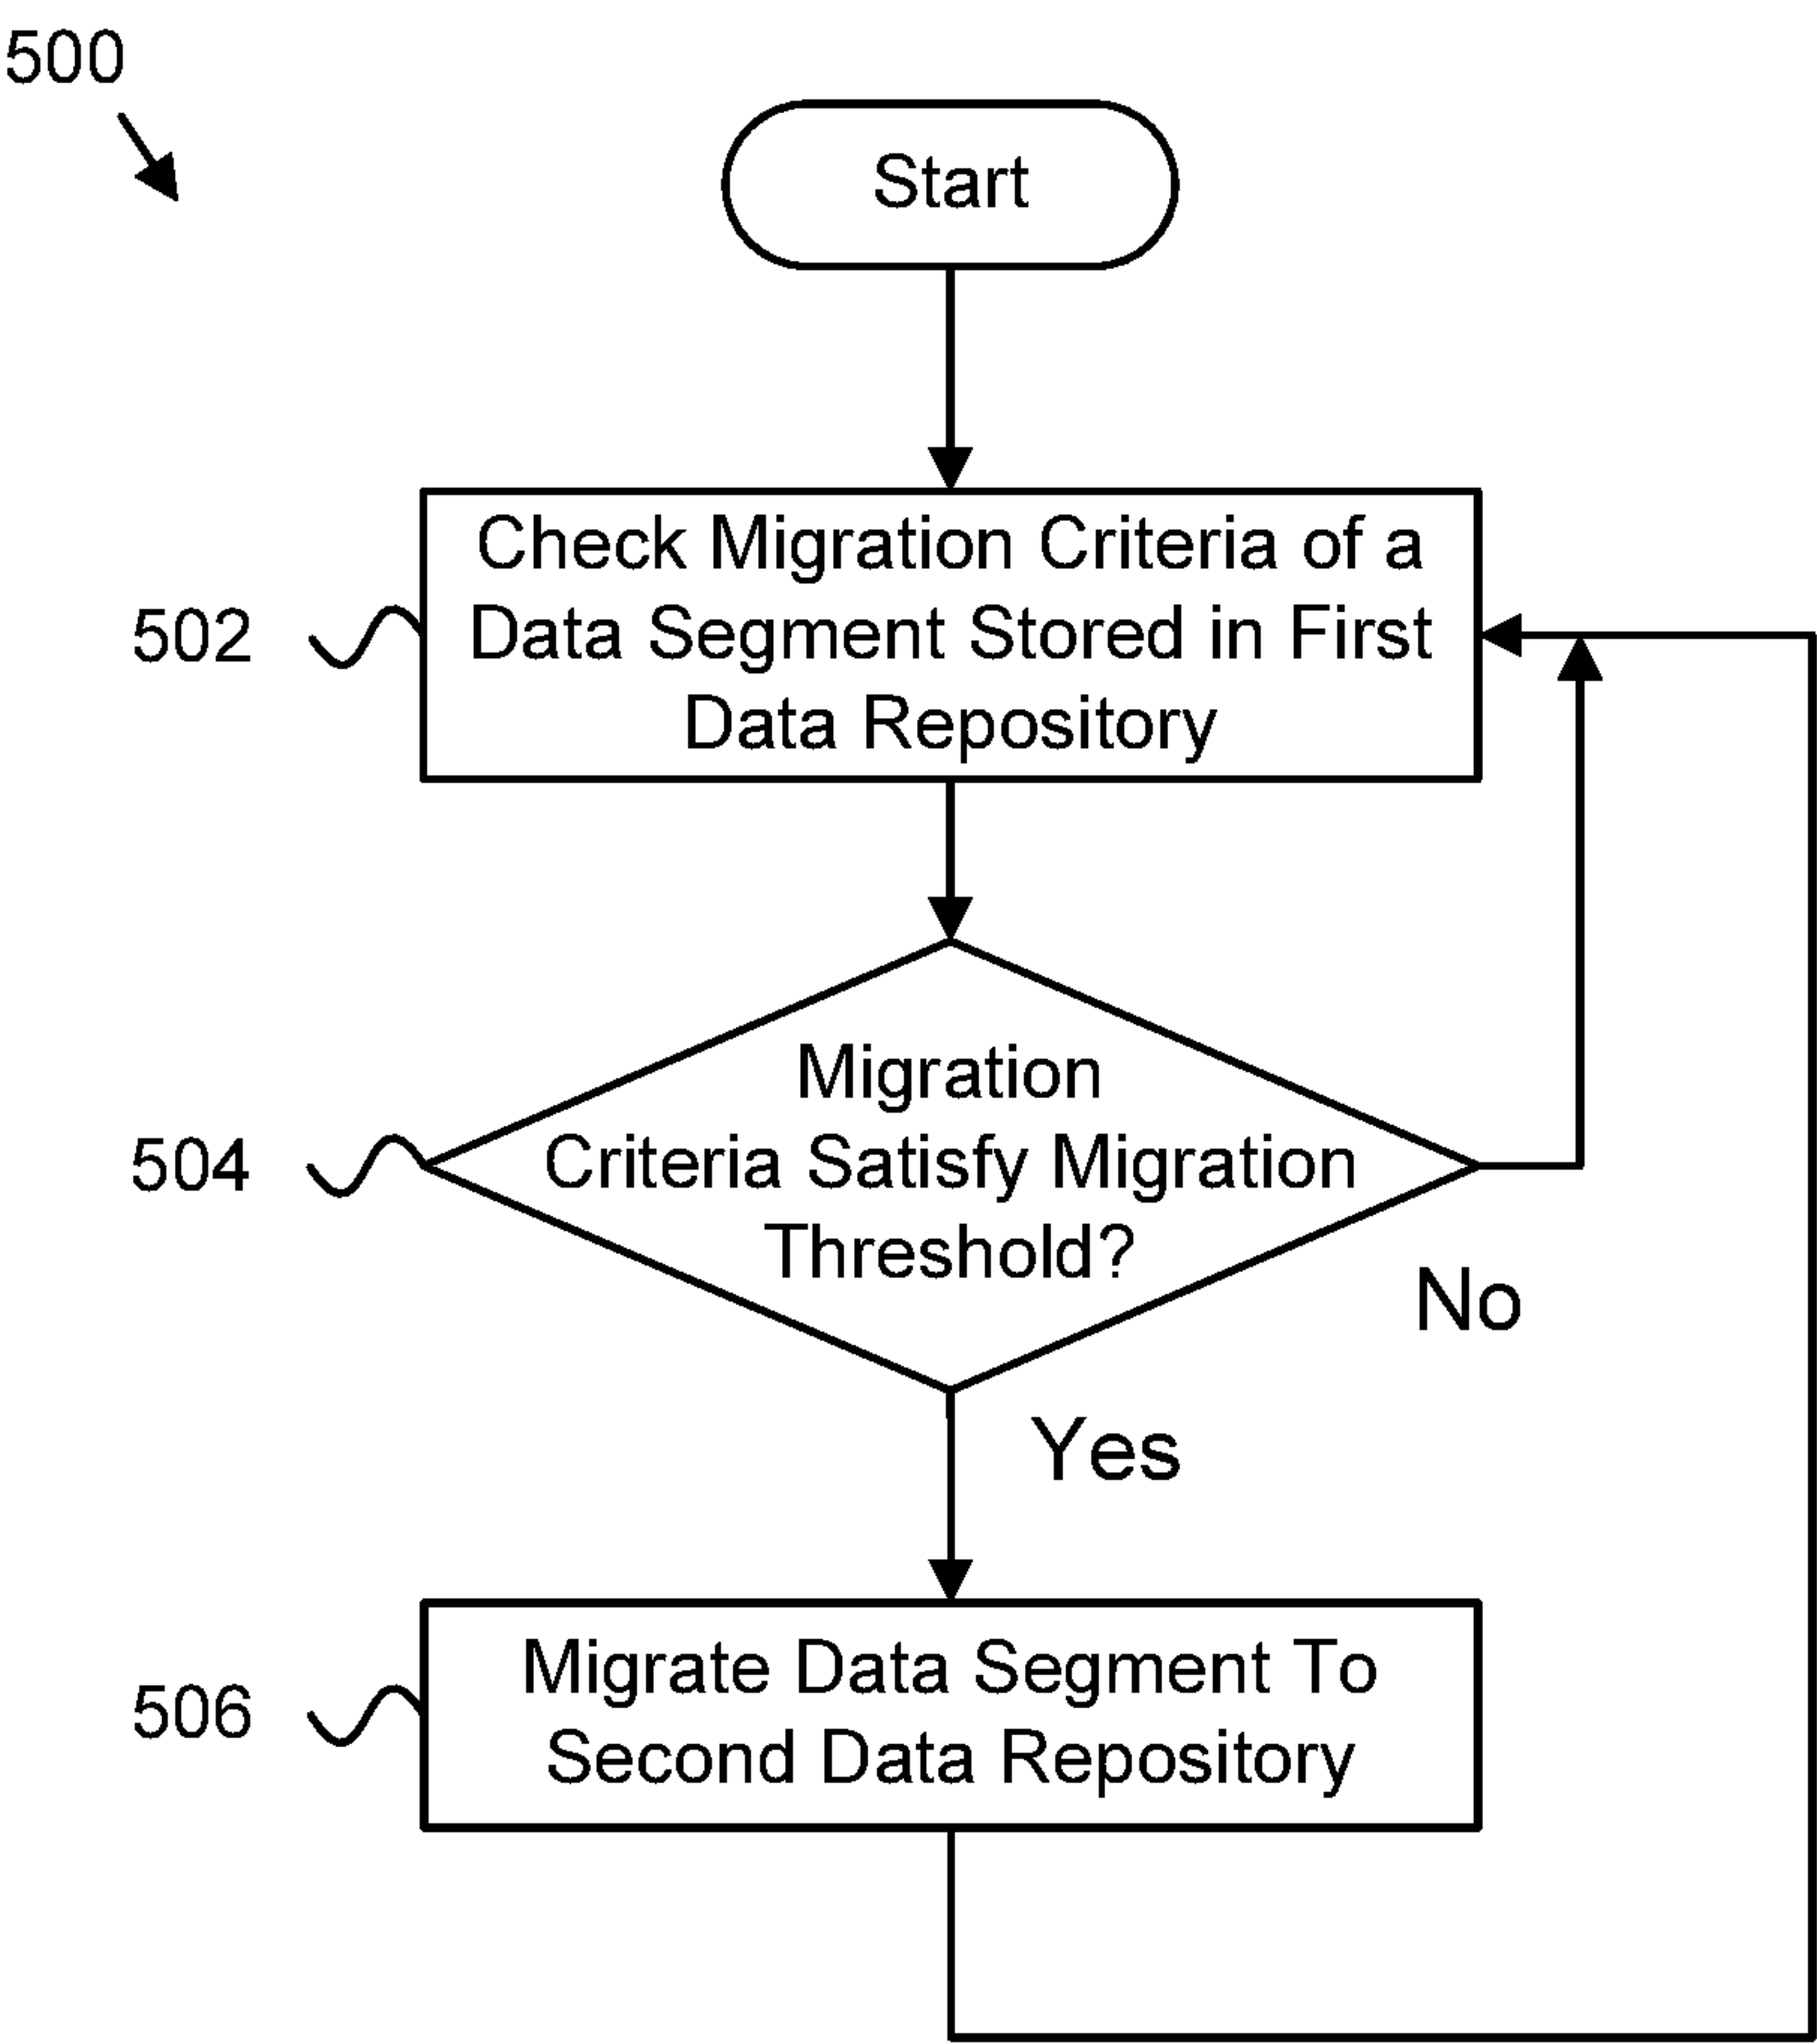 500
Start
502
Check Migration Criteria of a
Data Segment Stored in First
Data Repository
504
Migration
Criteria Satisfy Migration
Threshold?
No
Yes
506
Migrate Data Segment To
Second Data Repository